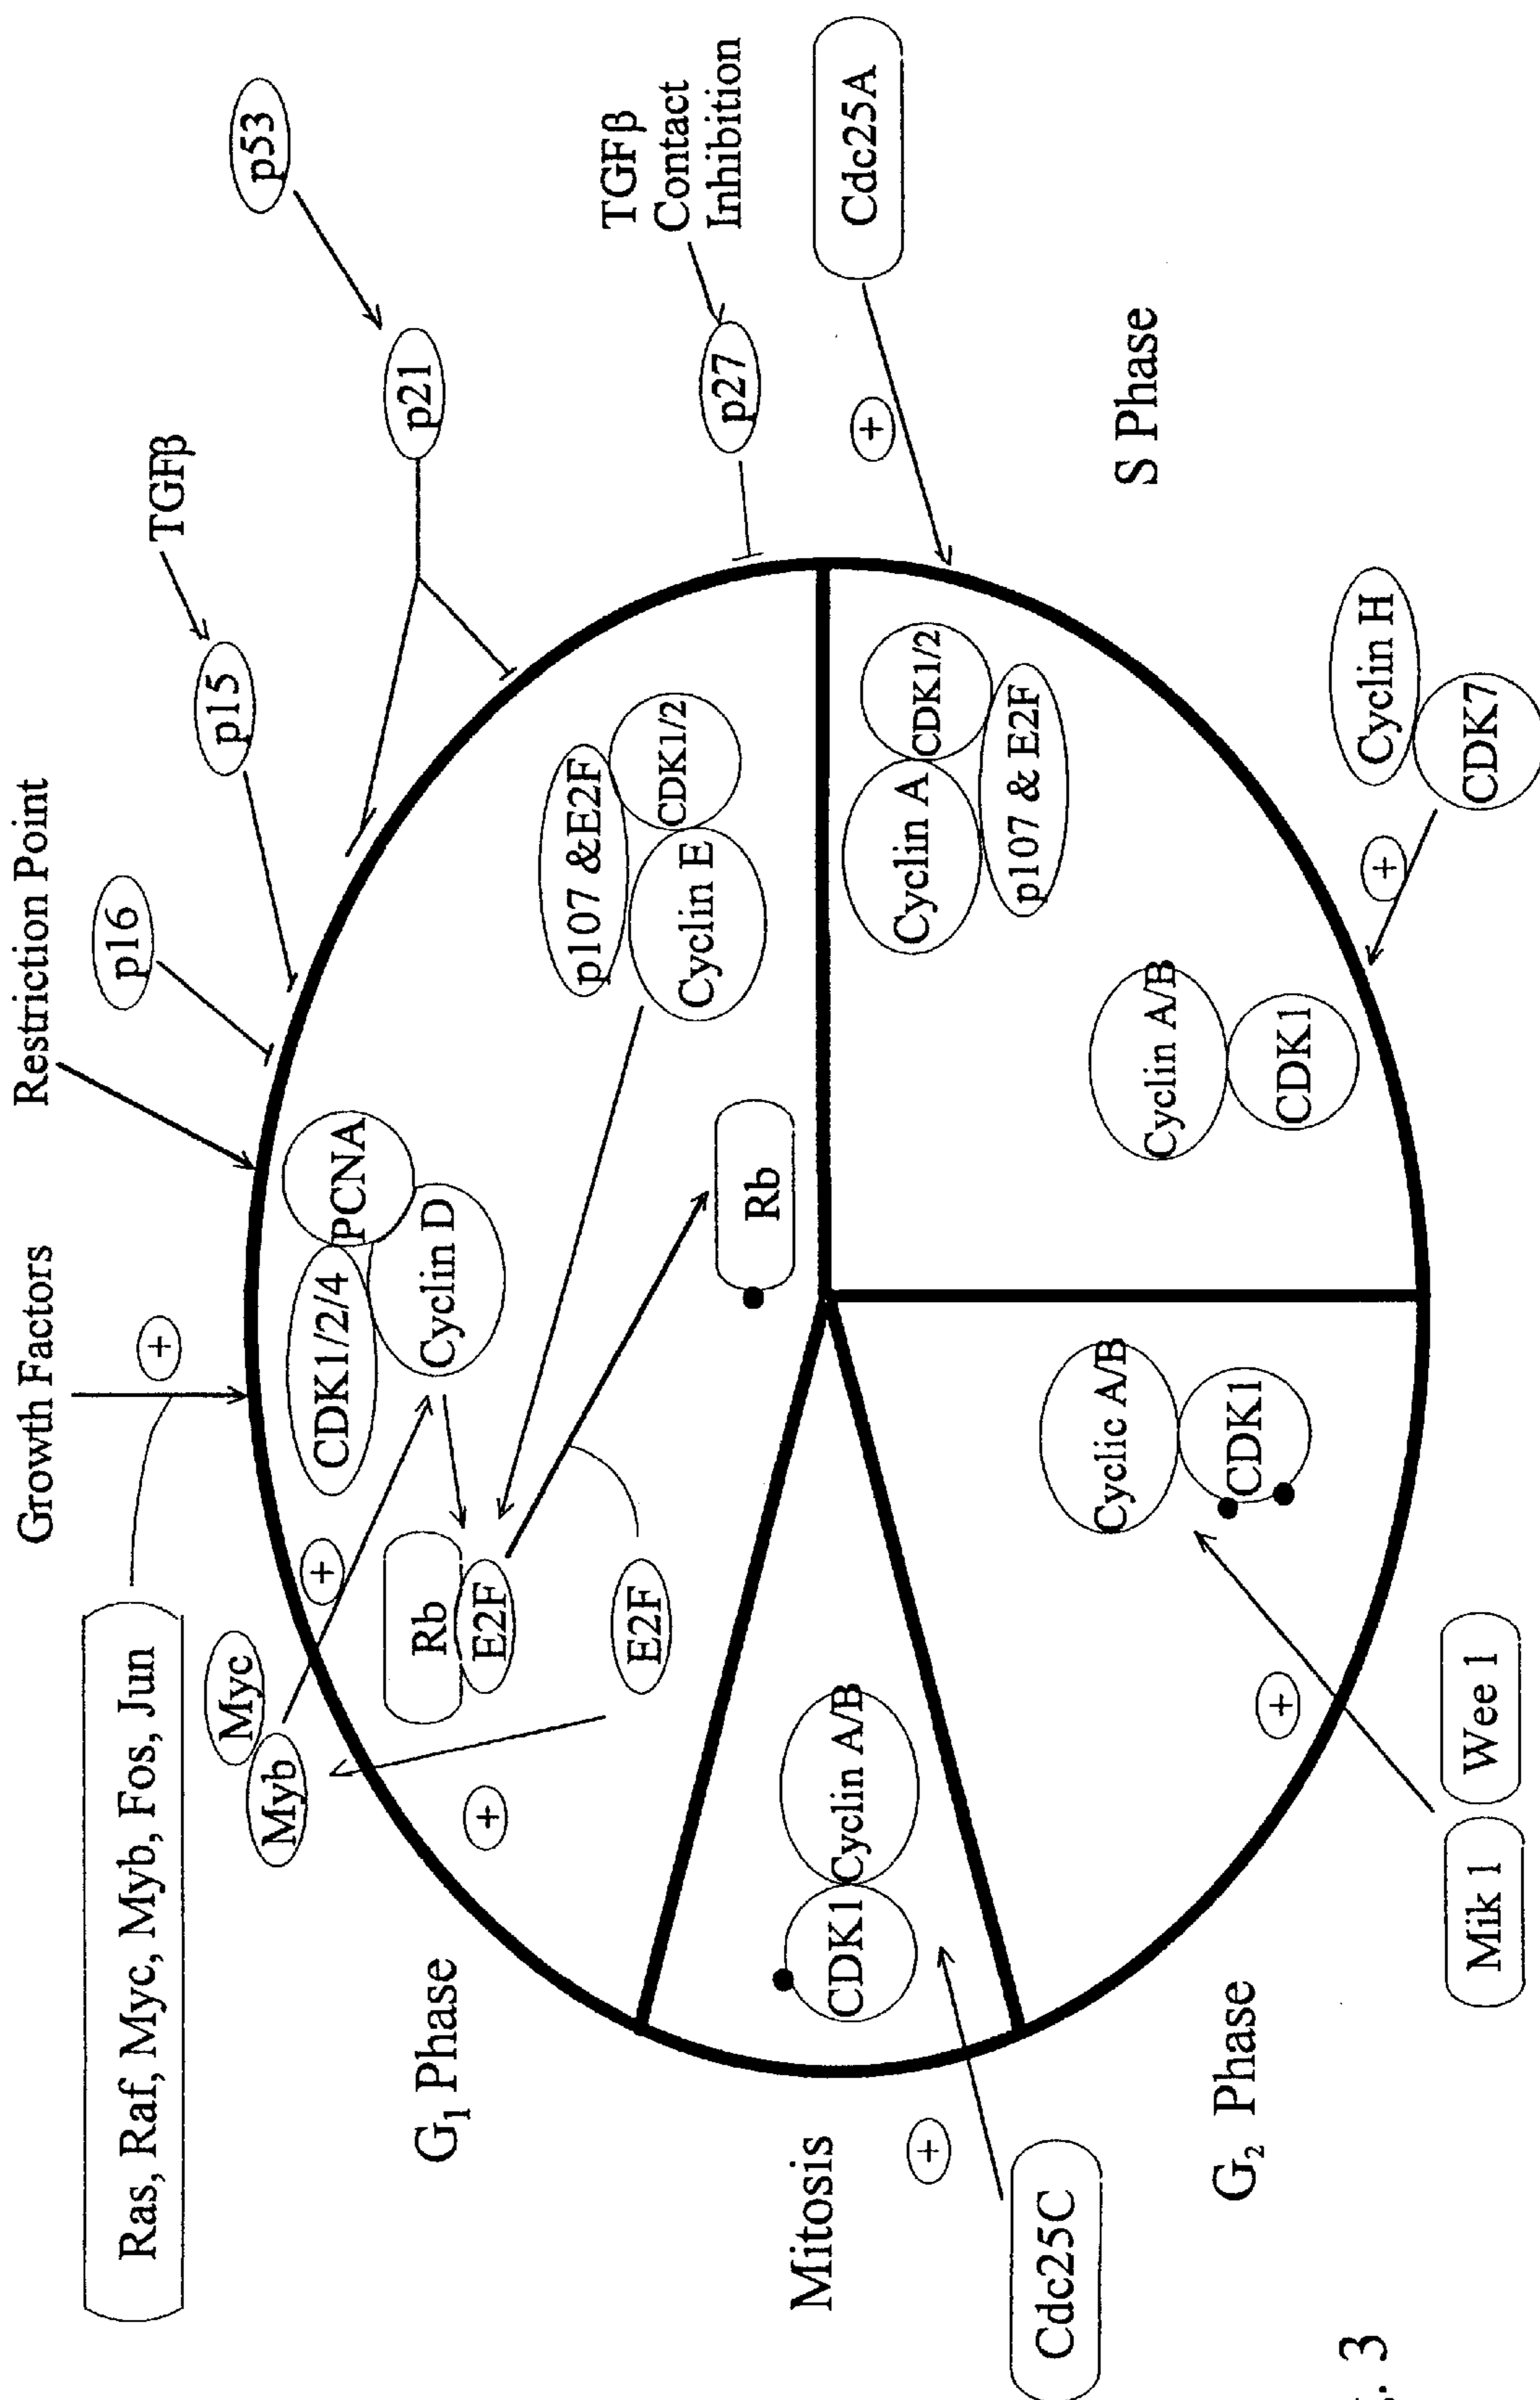 Growth Factors
Restriction Point
Ras, Raf, Myc, Myb, Fos, Jun
+
p16
TGFβ
p15
p53
p21
Myc
Myb
+
CDK1/2/4
PCNA
Cyclin D
G₁ Phase
+
Rb
E2F
E2F
p107 &E2F
CDK1/2
Cyclin E
Rb
TGFβ
Contact
Inhibition
p27
Mitosis
+
Cdc25C
CDK1
Cyclin A/B
Cdc25A
+
CDK1/2
Cyclin A
p107 & E2F
S Phase
Cyclin A/B
CDK1
Cyclin H
CDK7
+
Cyclic A/B
CDK1
G₂ Phase
+
Mik 1
Wee 1
. 3